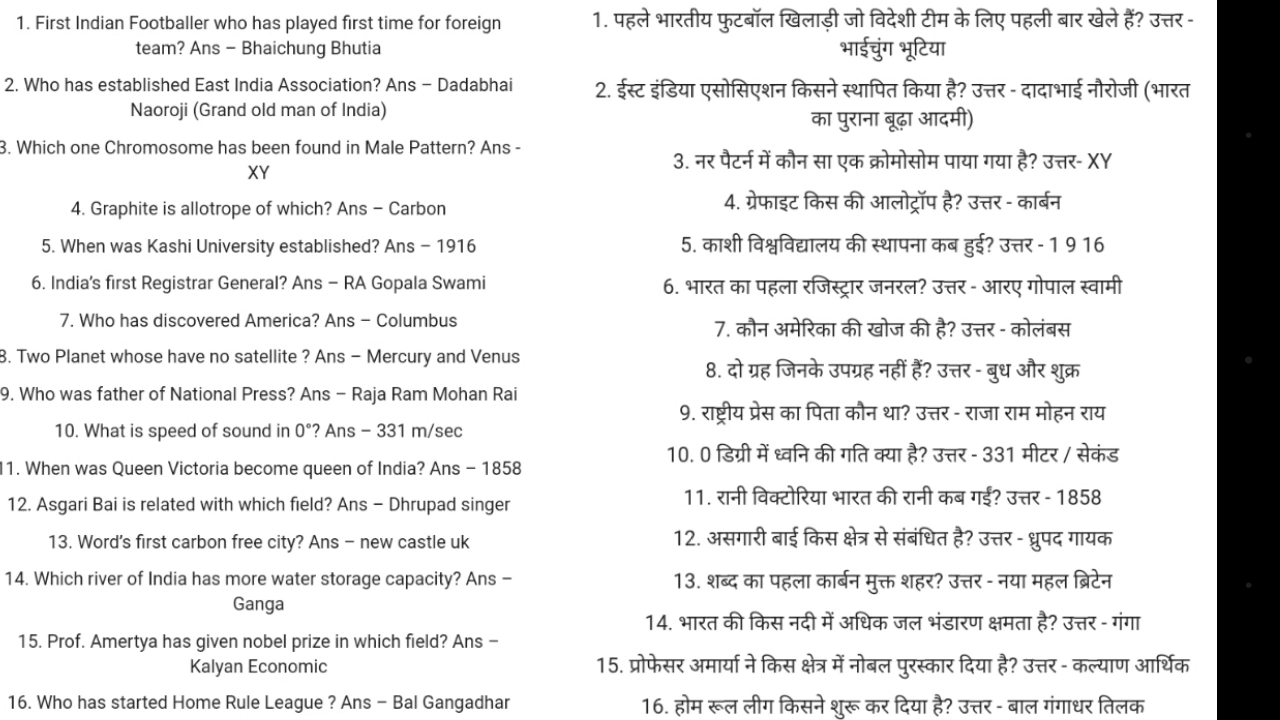 1. First Indian Footballer who has played first time for foreign
team? Ans – Bhaichung Bhutia
2. Who has established East India Association? Ans – Dadabhai
Naoroji (Grand old man of India)
3. Which one Chromosome has been found in Male Pattern? Ans -
XY
4. Graphite is allotrope of which? Ans – Carbon
5. When was Kashi University established? Ans – 1916
6. India's first Registrar General? Ans – RA Gopala Swami
7. Who has discovered America? Ans – Columbus
8. Two Planet whose have no satellite ? Ans – Mercury and Venus
9. Who was father of National Press? Ans – Raja Ram Mohan Rai
10. What is speed of sound in 0°? Ans – 331 m/sec
11. When was Queen Victoria become queen of India? Ans – 1858
12. Asgari Bai is related with which field? Ans – Dhrupad singer
13. Word's first carbon free city? Ans – new castle uk
14. Which river of India has more water storage capacity? Ans –
Ganga
15. Prof. Amertya has given nobel prize in which field? Ans –
Kalyan Economic
16. Who has started Home Rule League ? Ans – Bal Gangadhar
1. पहले भारतीय फुटबॉल खिलाड़ी जो विदेशी टीम के लिए पहली बार खेले हैं? उत्तर -
भाईचुंग भूटिया
2. ईस्ट इंडिया एसोसिएशन किसने स्थापित किया है? उत्तर - दादाभाई नौरोजी (भारत
का पुराना बूढ़ा आदमी)
3. नर पैटर्न में कौन सा एक क्रोमोसोम पाया गया है? उत्तर- XY
4. ग्रेफाइट किस की आलोट्रॉप है? उत्तर - कार्बन
5. काशी विश्वविद्यालय की स्थापना कब हुई? उत्तर - 1 9 16
6. भारत का पहला रजिस्ट्रार जनरल? उत्तर - आरए गोपाल स्वामी
7. कौन अमेरिका की खोज की है? उत्तर - कोलंबस
8. दो ग्रह जिनके उपग्रह नहीं हैं? उत्तर - बुध और शुक्र
9. राष्ट्रीय प्रेस का पिता कौन था? उत्तर - राजा राम मोहन राय
10. 0 डिग्री में ध्वनि की गति क्या है? उत्तर - 331 मीटर / सेकंड
11. रानी विक्टोरिया भारत की रानी कब गईं? उत्तर - 1858
12. असगारी बाई किस क्षेत्र से संबंधित है? उत्तर - ध्रुपद गायक
13. शब्द का पहला कार्बन मुक्त शहर? उत्तर - नया महल ब्रिटेन
14. भारत की किस नदी में अधिक जल भंडारण क्षमता है? उत्तर - गंगा
15. प्रोफेसर अमार्या ने किस क्षेत्र में नोबल पुरस्कार दिया है? उत्तर - कल्याण आर्थिक
16. होम रूल लीग किसने शुरू कर दिया है? उत्तर - बाल गंगाधर तिलक